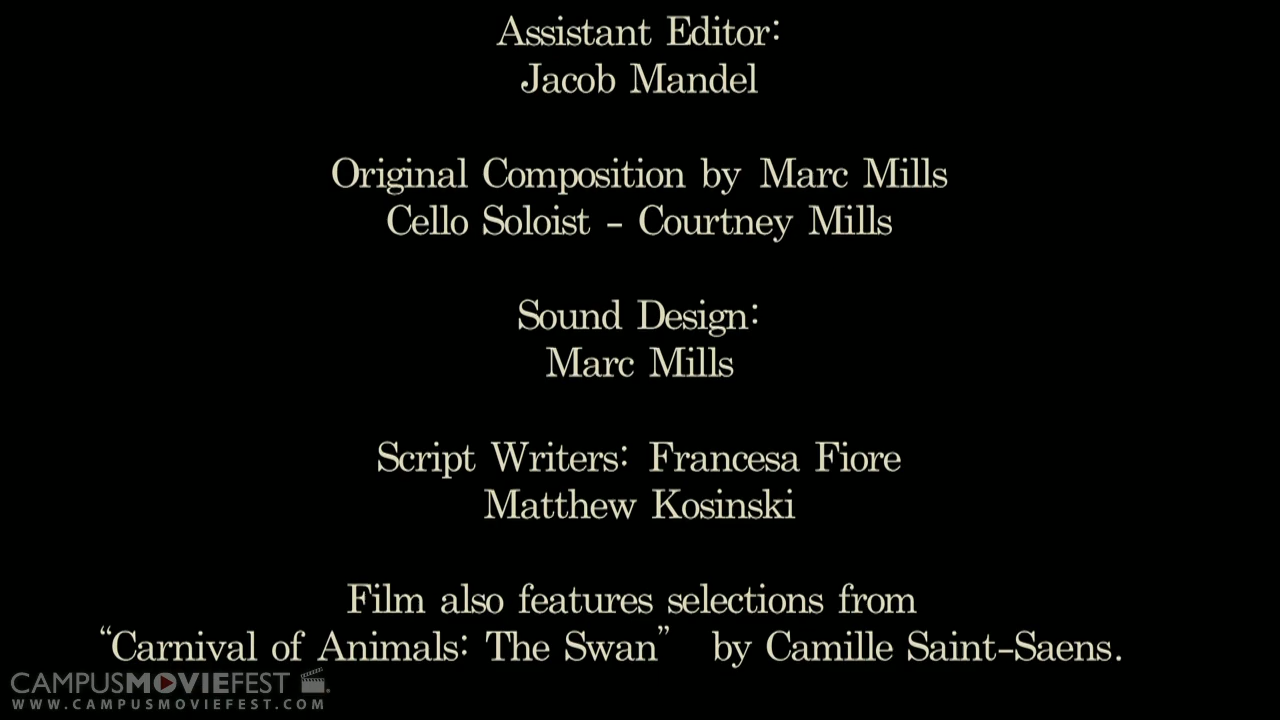 Assistant Editor:
Jacob Mandel
Original Composition by Marc Mills
Cello Soloist - Courtney Mills
Sound Design:
Marc Mills
Script Writers: Francesa Fiore
Matthew Kosinski
Film also features selections from
“Carnival of Animals: The Swan” by Camille Saint-Saens.
CAMPUSMOVIEFEST
WWW.CAMPUSMOVIEFEST.COM